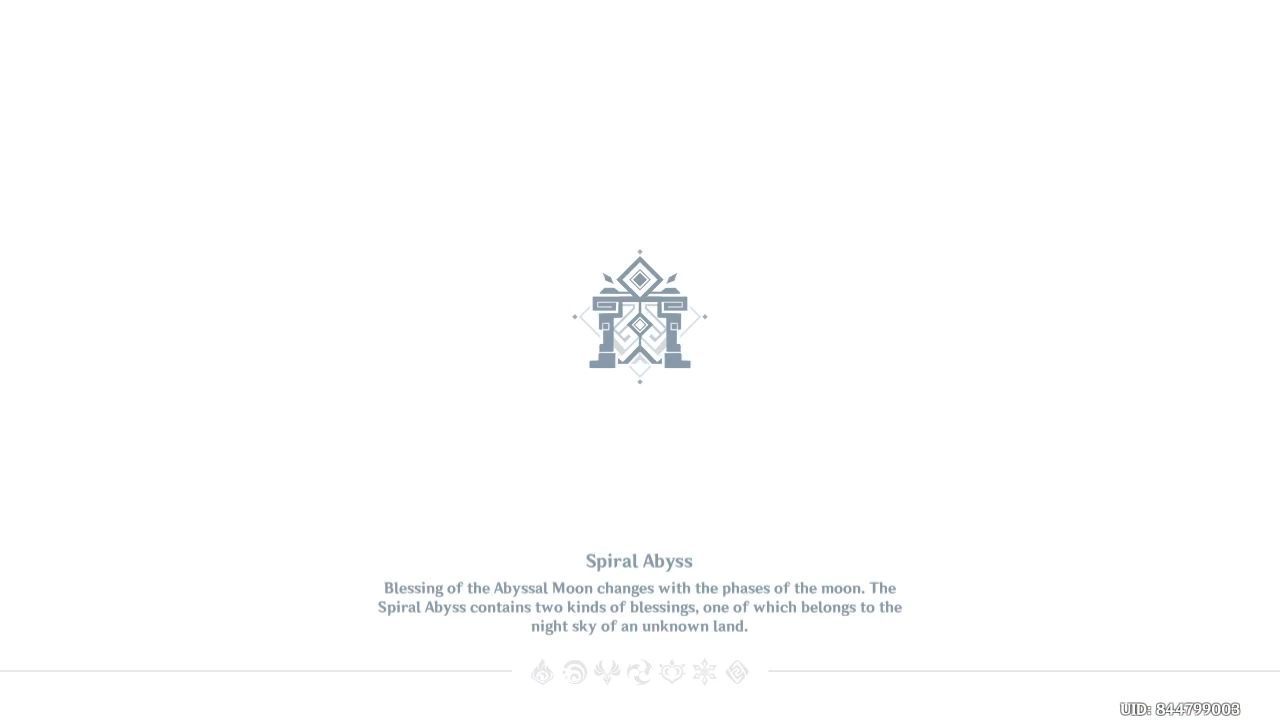 Spiral Abyss
Blessing of the Abyssal Moon changes with the phases of the moon. The
Spiral Abyss contains two kinds of blessings, one of which belongs to the
night sky of an unknown land.
UID: 844799003